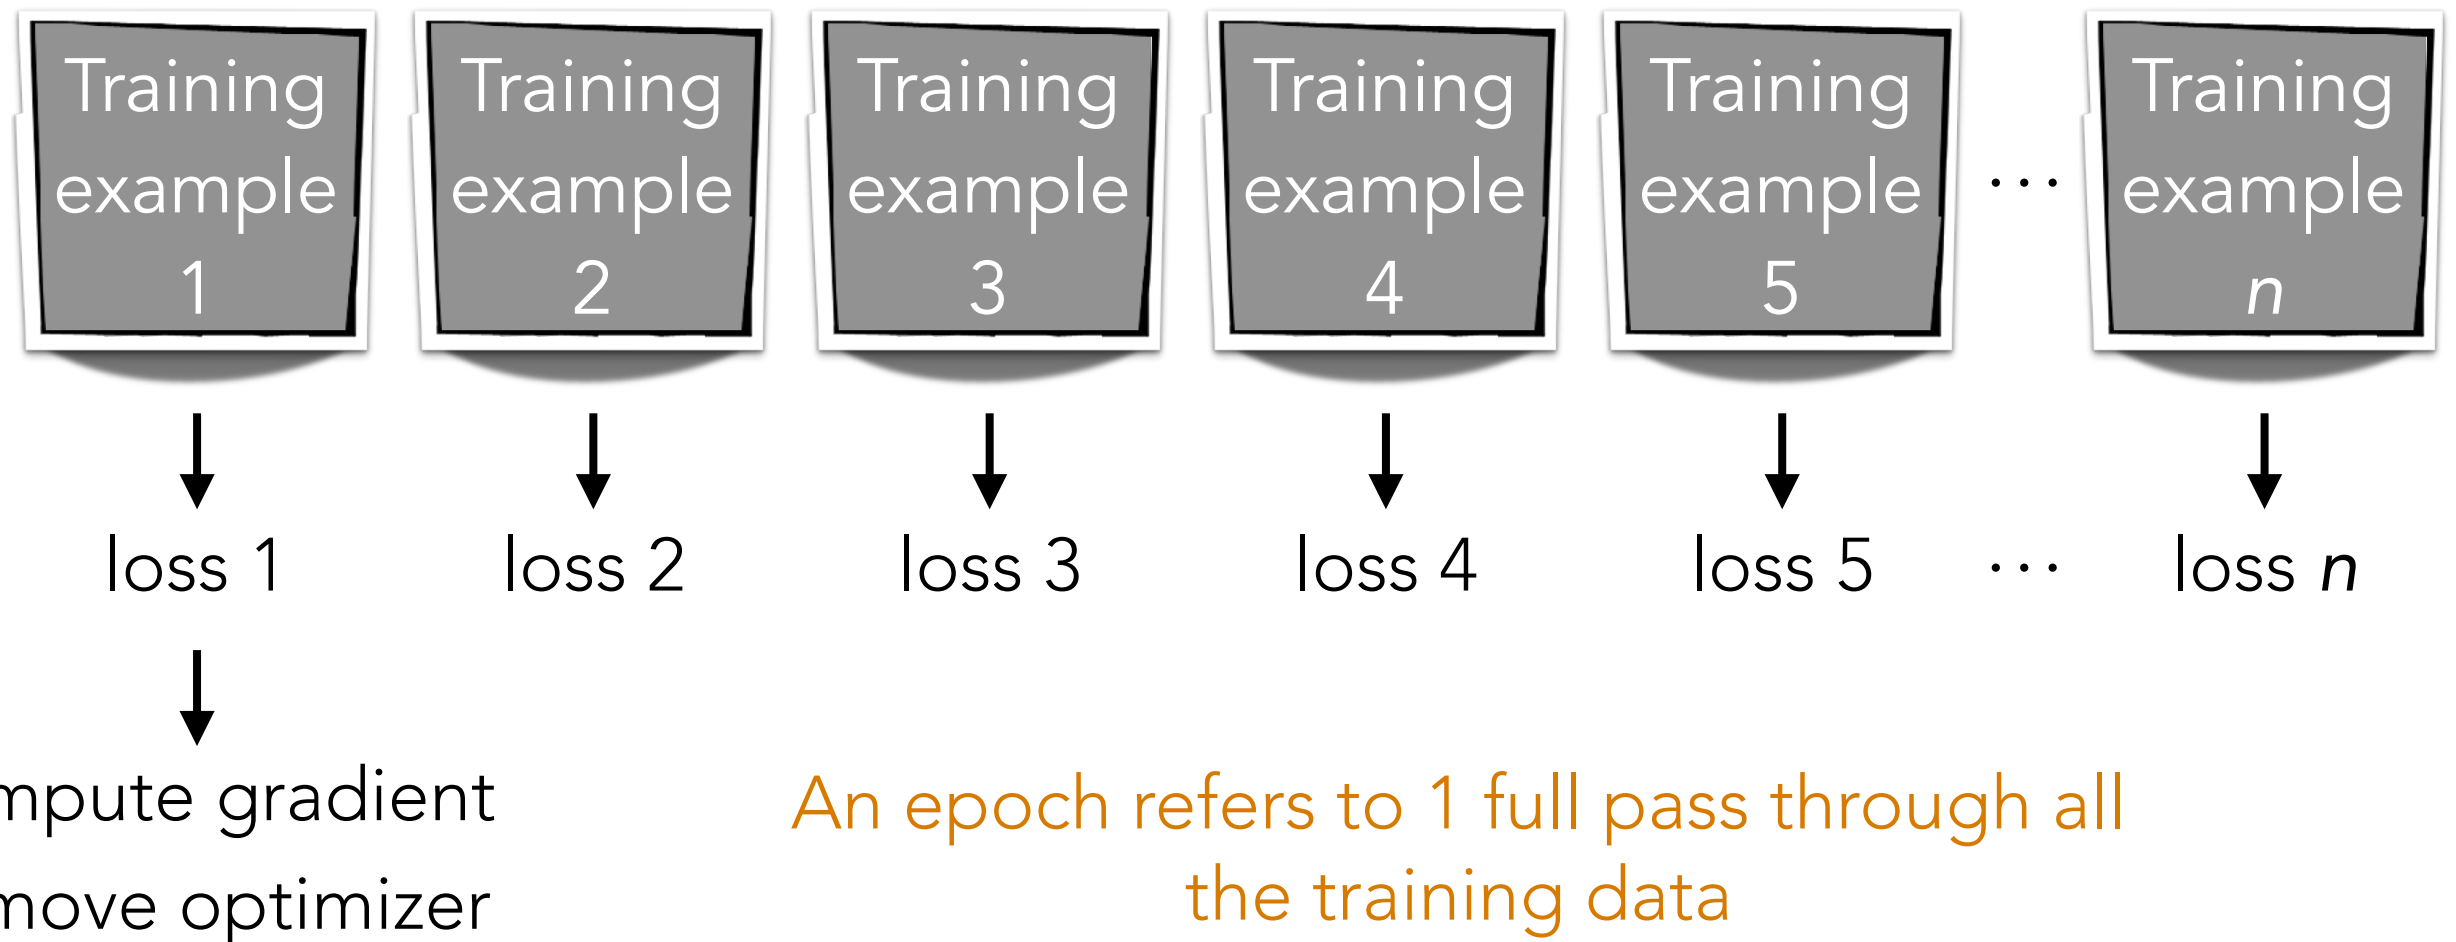 Training example 1
Training example 2
Training example 3
Training example 4
Training example 5
...
Training example n
loss 1
loss 2
loss 3
loss 4
loss 5
...
loss n
mpute gradient
move optimizer
An epoch refers to 1 full pass through all
the training data